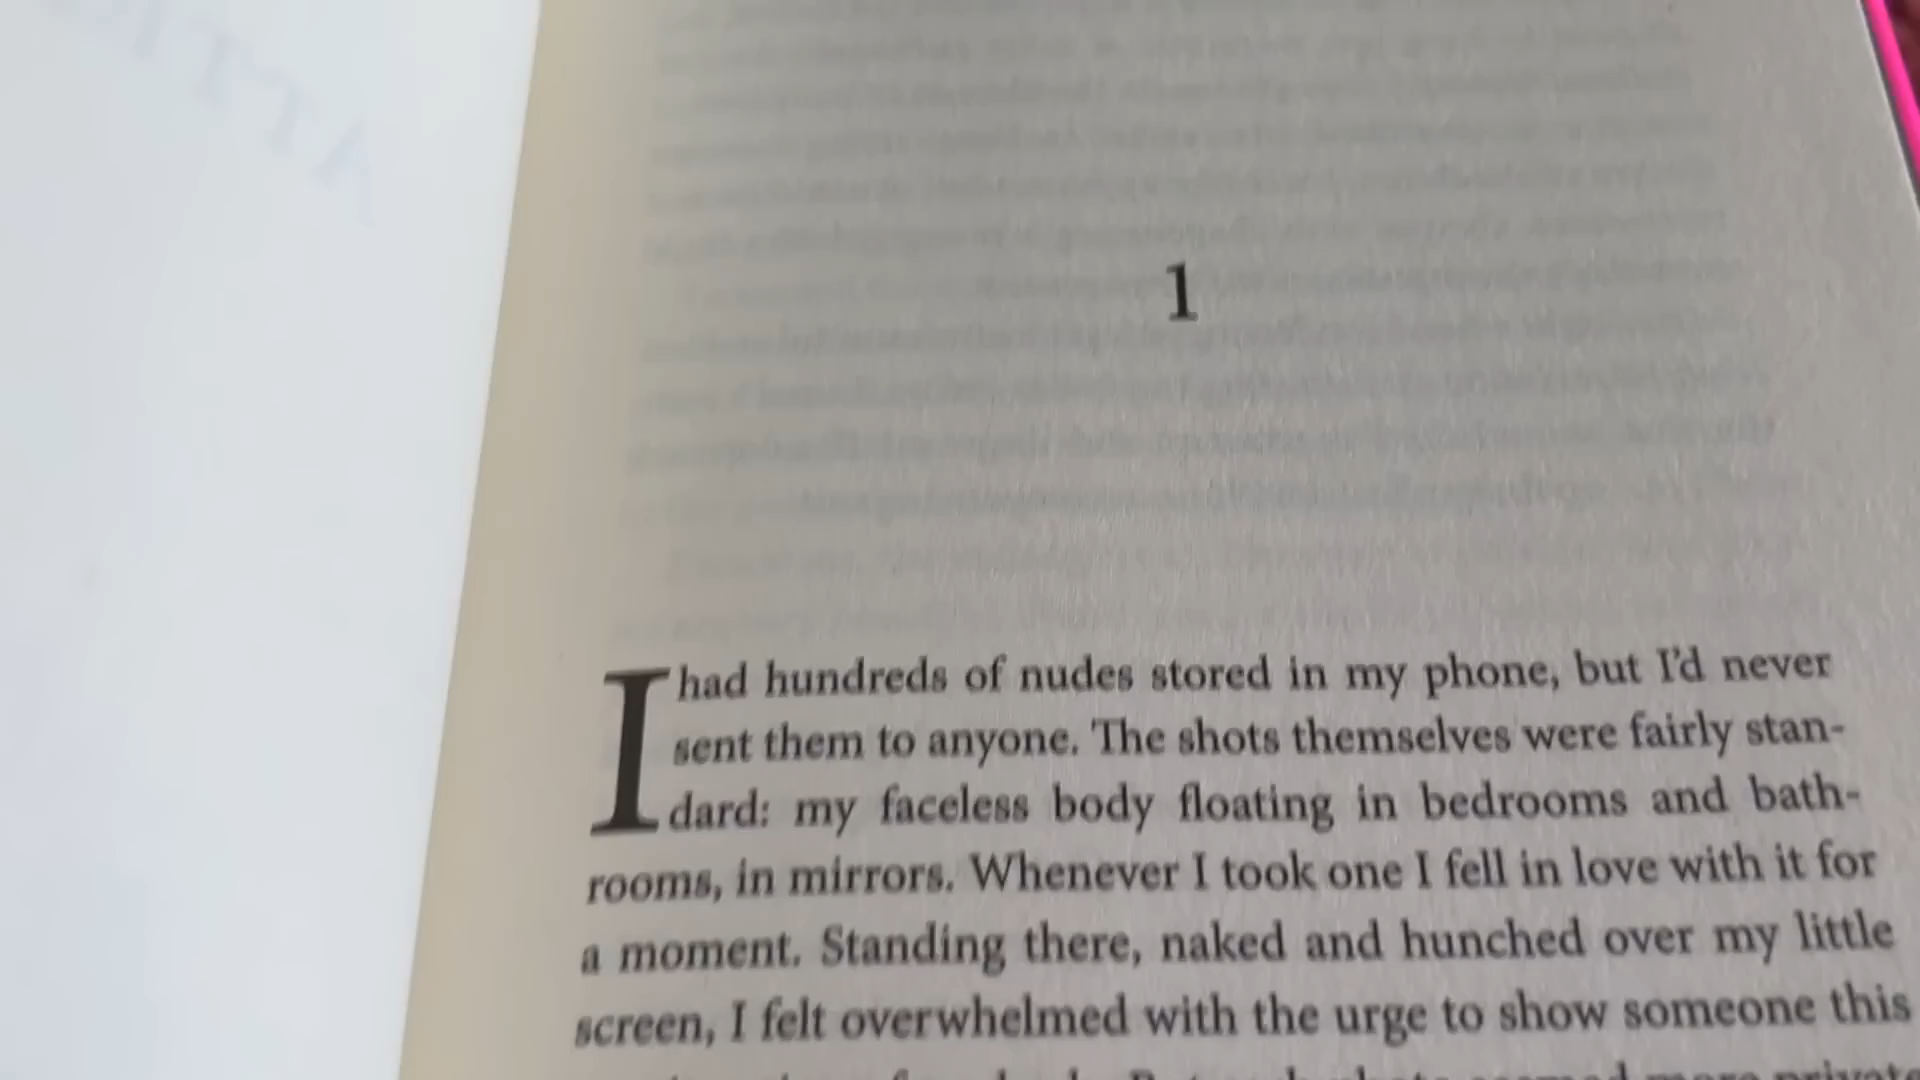 1
I had hundreds of nudes stored in my phone, but I’d never
sent them to anyone. The shots themselves were fairly stan-
dard: my faceless body floating in bedrooms and bath-
rooms, in mirrors. Whenever I took one I fell in love with it for
a moment. Standing there, naked and hunched over my little
screen, I felt overwhelmed with the urge to show someone this
seemed more private